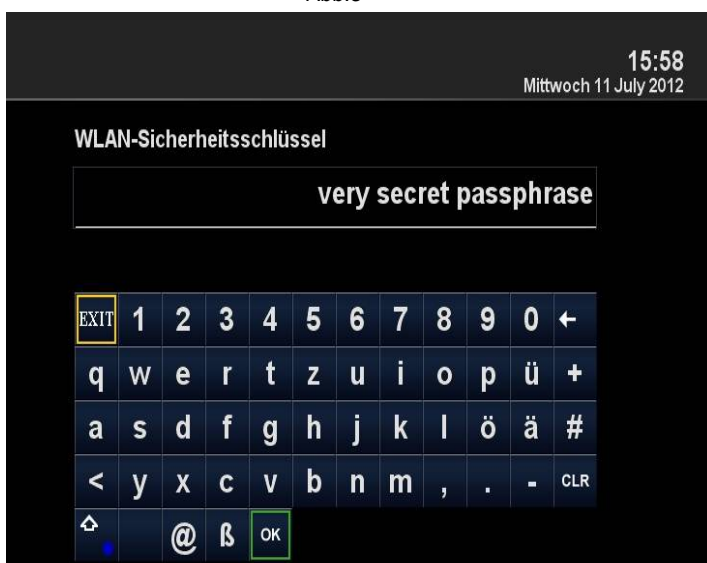 15:58
Mittwoch 11 July 2012
WLAN-Sicherheitsschlüssel
very secret passphrase
EXIT 1 2 3 4 5 6 7 8 9 0 ←
q w e r t z u i o p ü +
a s d f g h j k l ö ä #
< y x c v b n m , . - CLR
@ ß OK